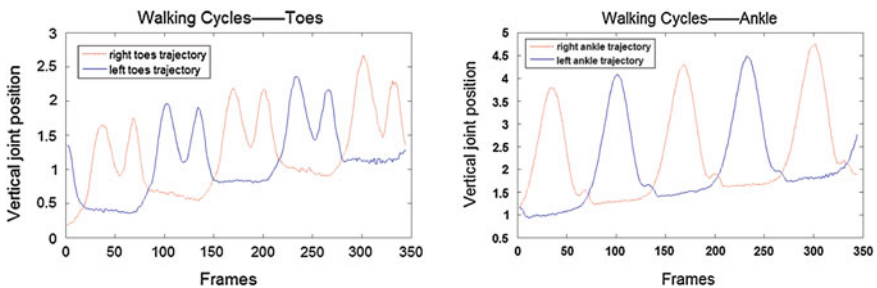 Walking Cycles——Toes
Vertical joint position
3
2.5
2
1.5
1
0.5
0
right toes trajectory
left toes trajectory
0 50 100 150 200 250 300 350
Frames
Walking Cycles——Ankle
Vertical joint position
5
4.5
4
3.5
3
2.5
2
1.5
1
0.5
right ankle trajectory
left ankle trajectory
0 50 100 150 200 250 300 350
Frames